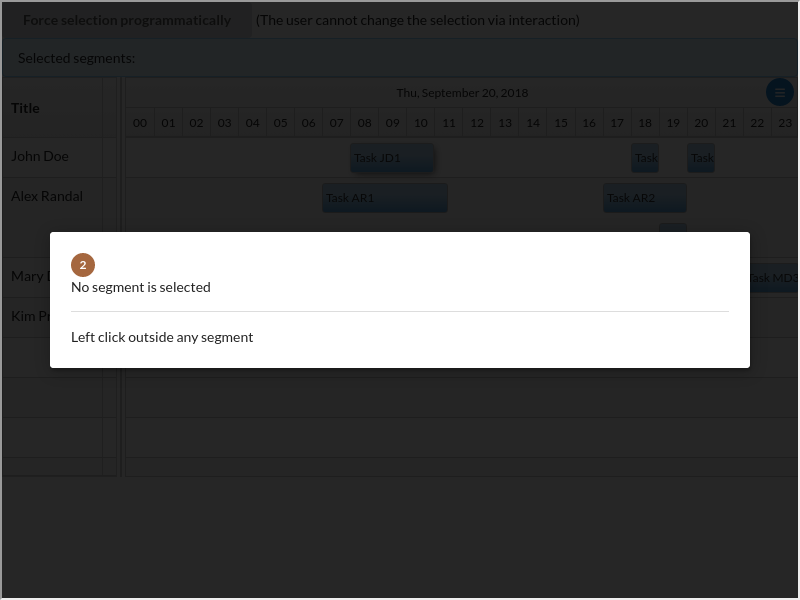 Force selection programmatically (The user cannot change the selection via interaction)
Selected segments:
Title
Thu, September 20, 2018
00 01 02 03 04 05 06 07 08 09 10 11 12 13 14 15 16 17 18 19 20 21 22 23
John Doe
Task JD1
Task
Task
Alex Randal
Task AR1
Task AR2
2
No segment is selected
Left click outside any segment
Mary
Task MD3
Kim